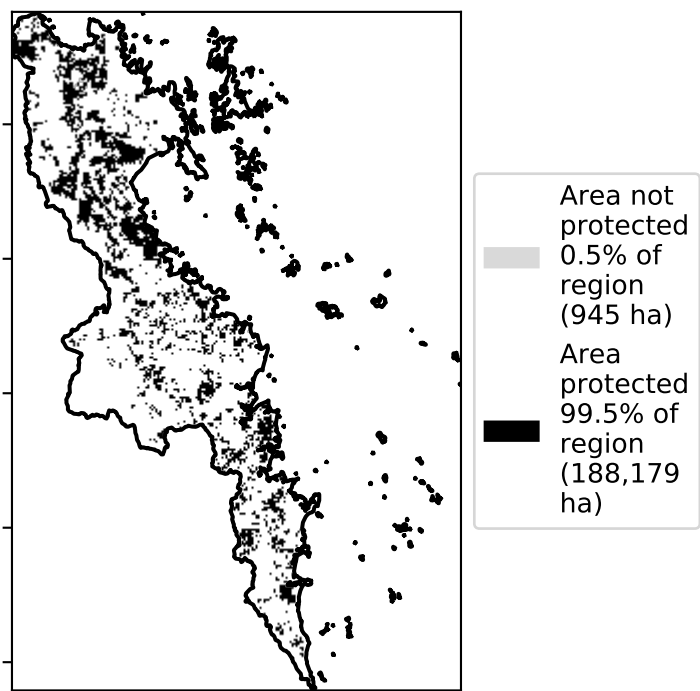 Area not
protected
0.5% of
region
(945 ha)
Area
protected
99.5% of
region
(188,179
ha)